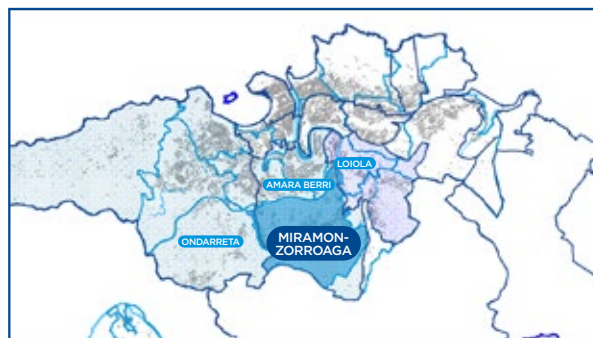 LOIOLA
AMARA BERRI
ONDARRETA
MIRAMON-
ZORROAGA